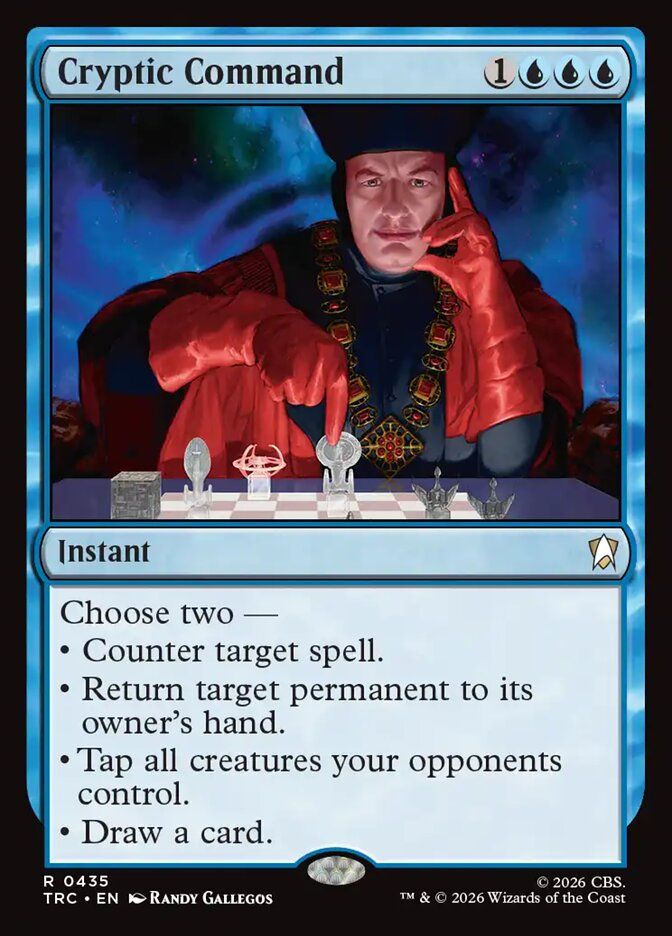 Cryptic Command 1
Instant
Choose two —
• Counter target spell.
• Return target permanent to its
owner's hand.
• Tap all creatures your opponents
control.
• Draw a card.
R 0435
TRC • EN Randy Gallegos
© 2026 CBS.
™ & © 2026 Wizards of the Coast